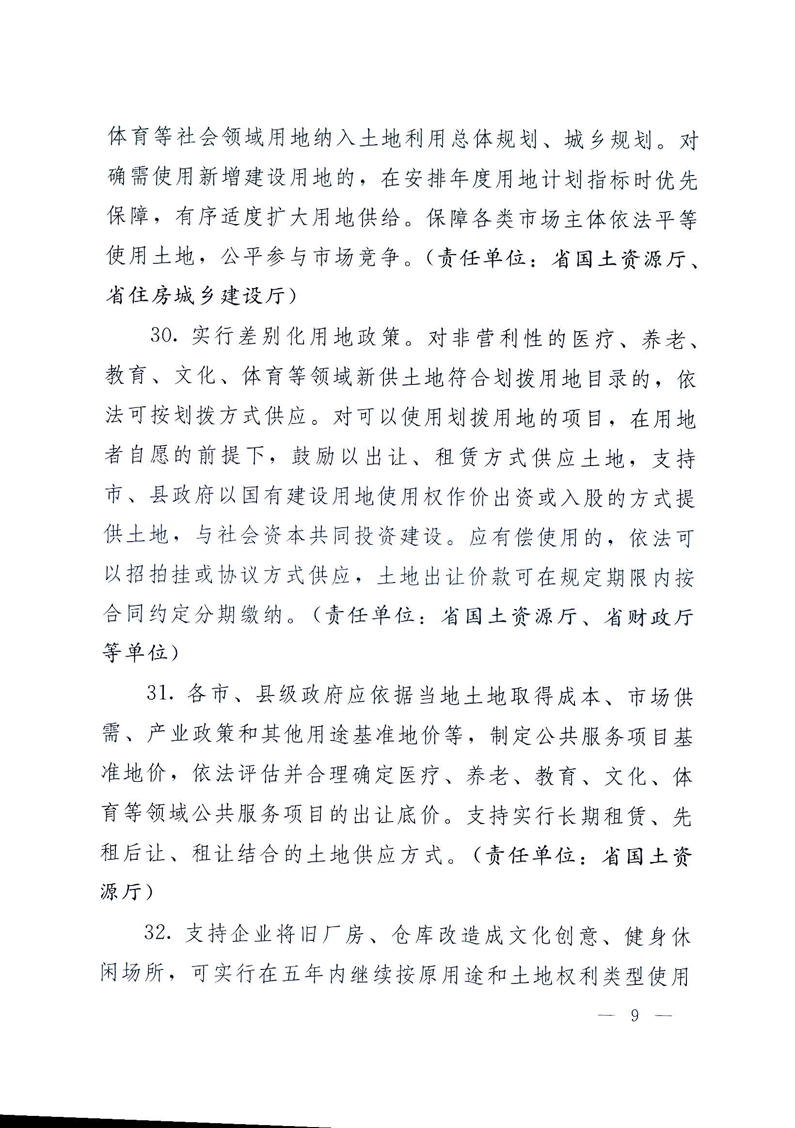 体育等社会领域用地纳入土地利用总体规划、城乡规划。对
确需使用新增建设用地的，在安排年度用地计划指标时优先
保障，有序适度扩大用地供给。保障各类市场主体依法平等
使用土地，公平参与市场竞争。（责任单位：省国土资源厅、
省住房城乡建设厅）
30. 实行差别化用地政策。对非营利性的医疗、养老、
教育、文化、体育等领域新供土地符合划拨用地目录的，依
法可按划拨方式供应。对可以使用划拨用地的项目，在用地
者自愿的前提下，鼓励以出让、租赁方式供应土地，支持
市、县政府以国有建设用地使用权作价出资或入股的方式提
供土地，与社会资本共同投资建设。应有偿使用的，依法可
以招拍挂或协议方式供应，土地出让价款可在规定期限内按
合同约定分期缴纳。（责任单位：省国土资源厅、省财政厅
等单位）
31. 各市、县级政府应依据当地土地取得成本、市场供
需、产业政策和其他用途基准地价等，制定公共服务项目基
准地价，依法评估并合理确定医疗、养老、教育、文化、体
育等领域公共服务项目的出让底价。支持实行长期租赁、先
租后让、租让结合的土地供应方式。（责任单位：省国土资
源厅）
32. 支持企业将旧厂房、仓库改造成文化创意、健身休
闲场所，可实行在五年内继续按原用途和土地权利类型使用
— 9 —